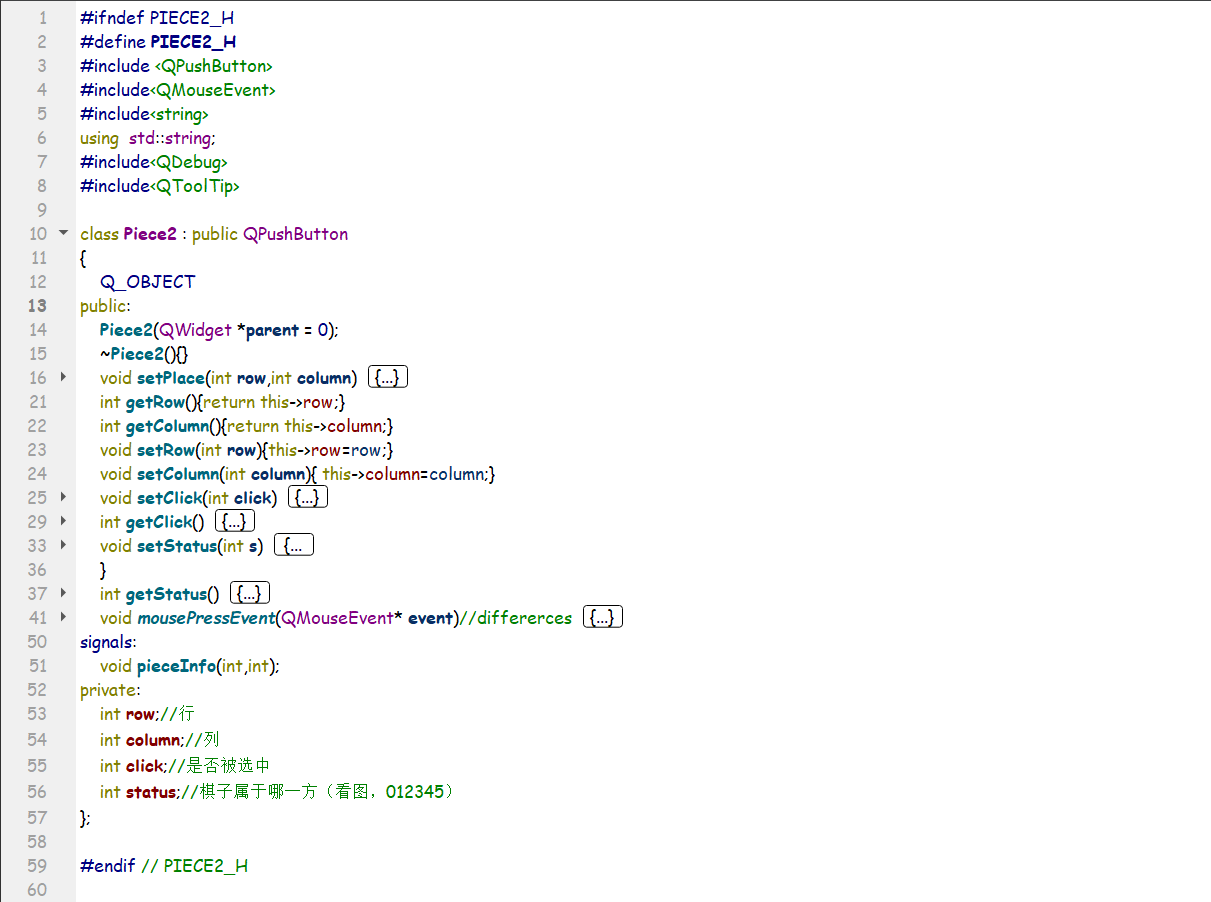 1 #ifndef PIECE2_H
2 #define PIECE2_H
3 #include <QPushButton>
4 #include<QMouseEvent>
5 #include<string>
6 using  std::string;
7 #include<QDebug>
8 #include<QToolTip>
9
10 class Piece2 : public QPushButton
11 {
12     Q_OBJECT
13 public:
14     Piece2(QWidget *parent = 0);
15     ~Piece2(){}
16     void setPlace(int row,int column) {...}
21     int getRow(){return this->row;}
22     int getColumn(){return this->column;}
23     void setRow(int row){this->row=row;}
24     void setColumn(int column){ this->column=column;}
25     void setClick(int click) {...}
29     int getClick() {...}
33     void setStatus(int s) {...
36     }
37     int getStatus() {...}
41     void mousePressEvent(QMouseEvent* event)//differerces {...}
50 signals:
51     void pieceInfo(int,int);
52 private:
53     int row;//行
54     int column;//列
55     int click;//是否被选中
56     int status;//棋子属于哪一方（看图，012345）
57 };
58
59 #endif // PIECE2_H
60